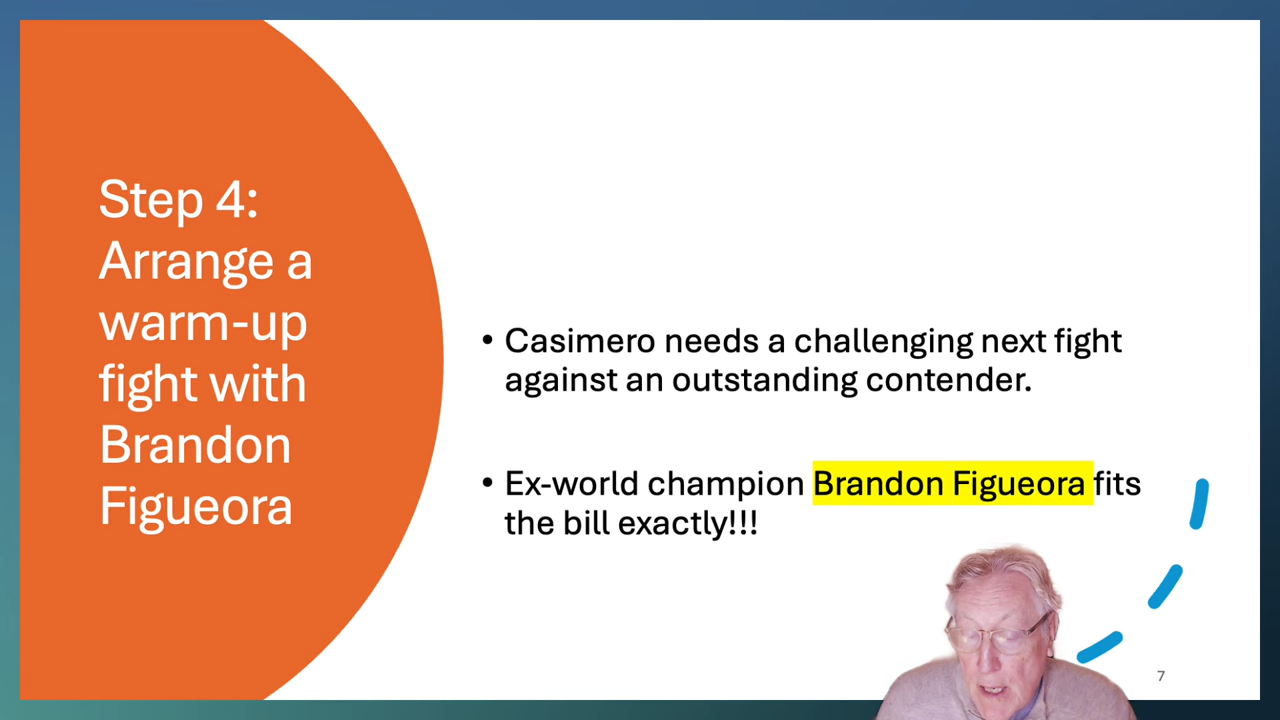 Step 4:
Arrange a
warm-up
fight with
Brandon
Figueora
• Casimero needs a challenging next fight
against an outstanding contender.
• Ex-world champion Brandon Figueora fits
the bill exactly!!!
7